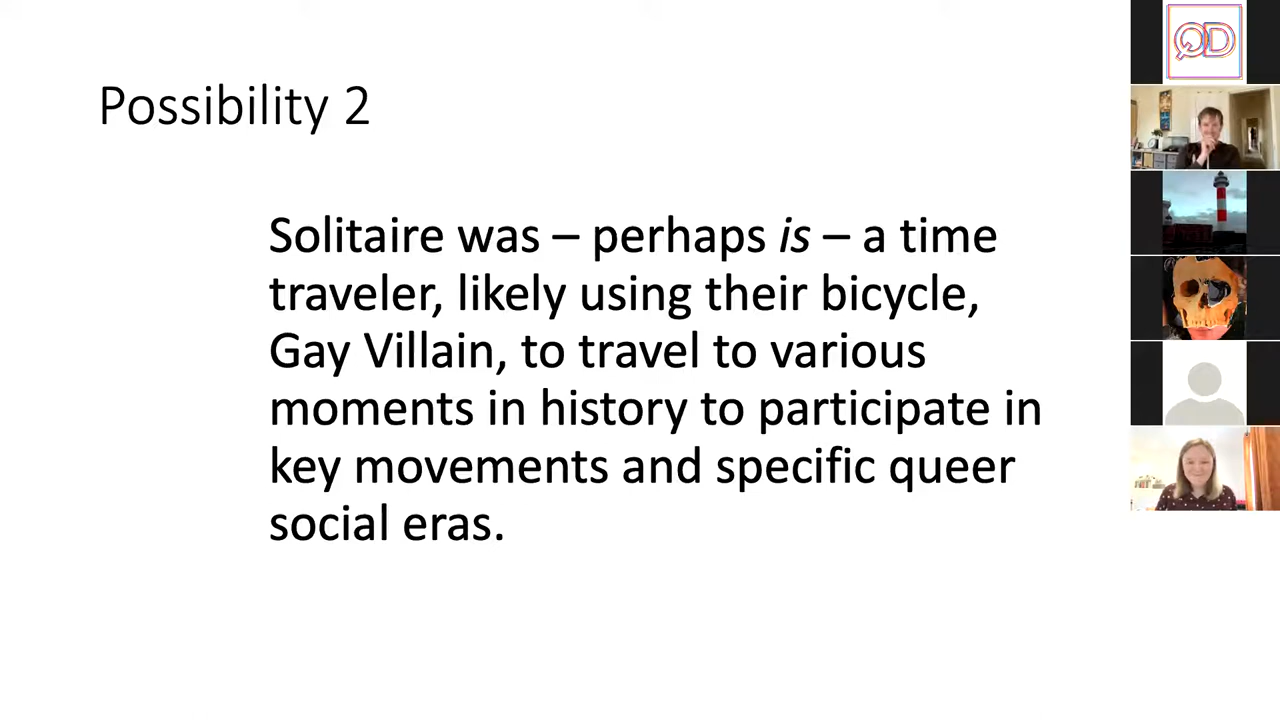 Possibility 2
Solitaire was – perhaps is – a time
traveler, likely using their bicycle,
Gay Villain, to travel to various
moments in history to participate in
key movements and specific queer
social eras.
QD